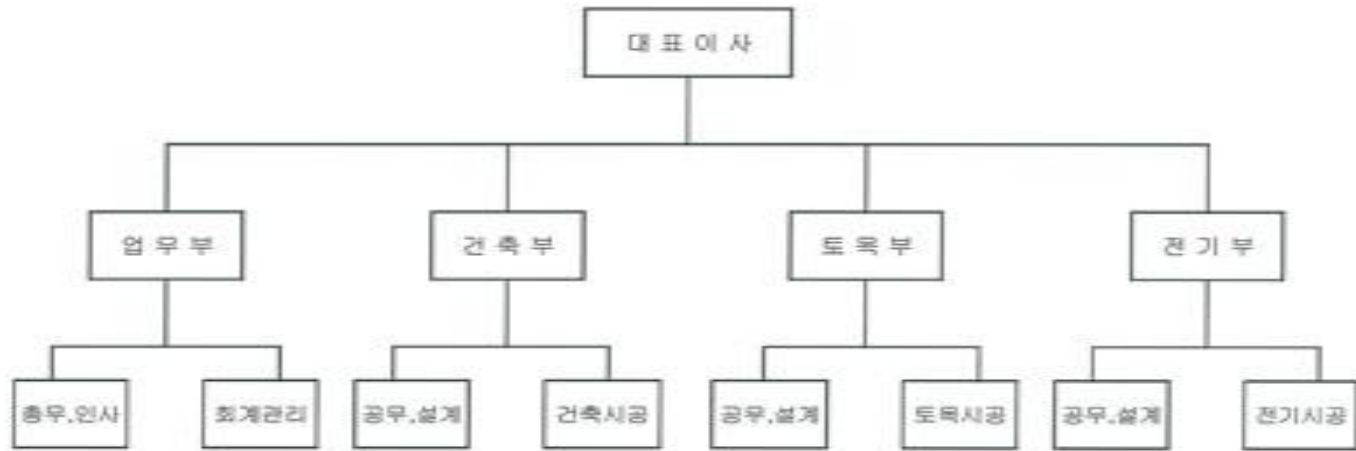 대 표 이 사
업 무 부
건 축 부
토 목 부
전 기 부
총무,인사
회계관리
공무,설계
건축시공
공무,설계
토목시공
공무,설계
전기시공